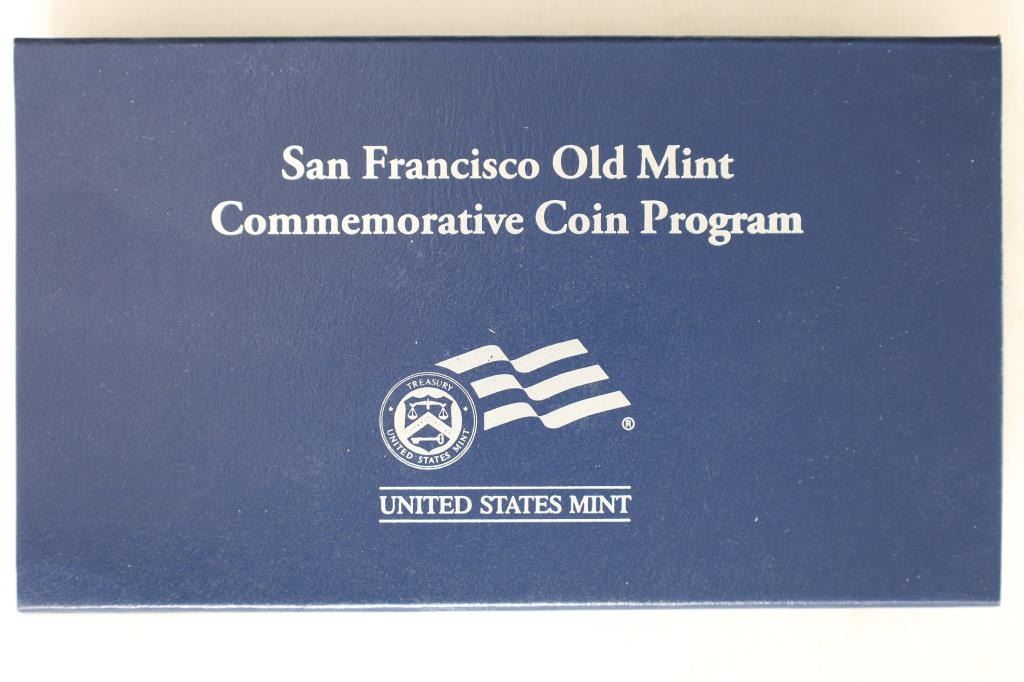 San Francisco Old Mint
Commemorative Coin Program
TREASURY
UNITED STATES MINT
®
UNITED STATES MINT